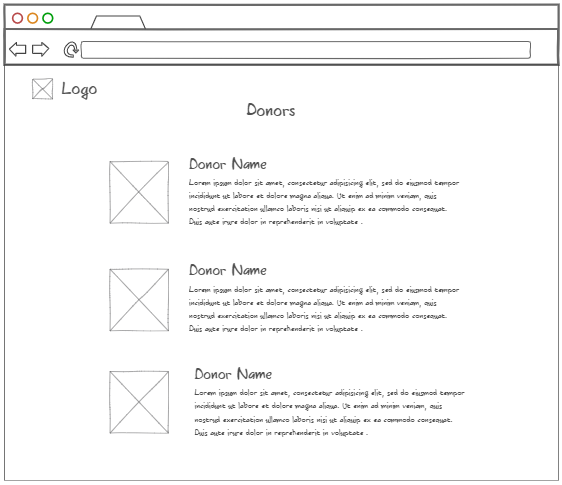 Logo
Donors
Donor Name
Lorem ipsum dolor sit amet, consectetur adipisicing elit, sed do eiusmod tempor
incididunt ut labore et dolore magna aliqua. Ut enim ad minim veniam, quis
nostrud exercitation ullamco laboris nisi ut aliquip ex ea commodo consequat.
Duis aute irure dolor in reprehenderit in voluptate .
Donor Name
Lorem ipsum dolor sit amet, consectetur adipisicing elit, sed do eiusmod tempor
incididunt ut labore et dolore magna aliqua. Ut enim ad minim veniam, quis
nostrud exercitation ullamco laboris nisi ut aliquip ex ea commodo consequat.
Duis aute irure dolor in reprehenderit in voluptate .
Donor Name
Lorem ipsum dolor sit amet, consectetur adipisicing elit, sed do eiusmod tempor
incididunt ut labore et dolore magna aliqua. Ut enim ad minim veniam, quis
nostrud exercitation ullamco laboris nisi ut aliquip ex ea commodo consequat.
Duis aute irure dolor in reprehenderit in voluptate .